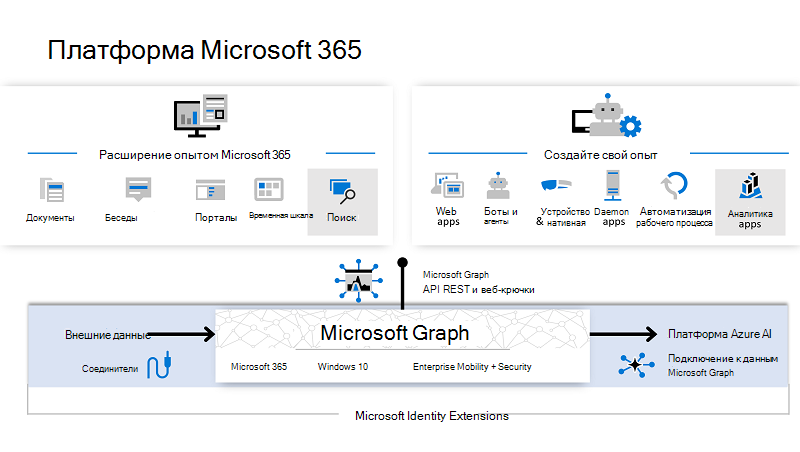 Платформа Microsoft 365
Расширение опытом Microsoft 365
Документы
Беседы
Порталы
Временная шкала
Поиск
Создайте свой опыт
Web
apps
Боты и
агенты
Устройство
& нативная
Daemon
apps
Автоматизация
рабочего процесса
Аналитика
apps
Microsoft Graph
API REST и веб-крючки
Внешние данные
Соединители
Microsoft Graph
Microsoft 365
Windows 10
Enterprise Mobility + Security
Платформа Azure AI
Подключение к данным
Microsoft Graph
Microsoft Identity Extensions